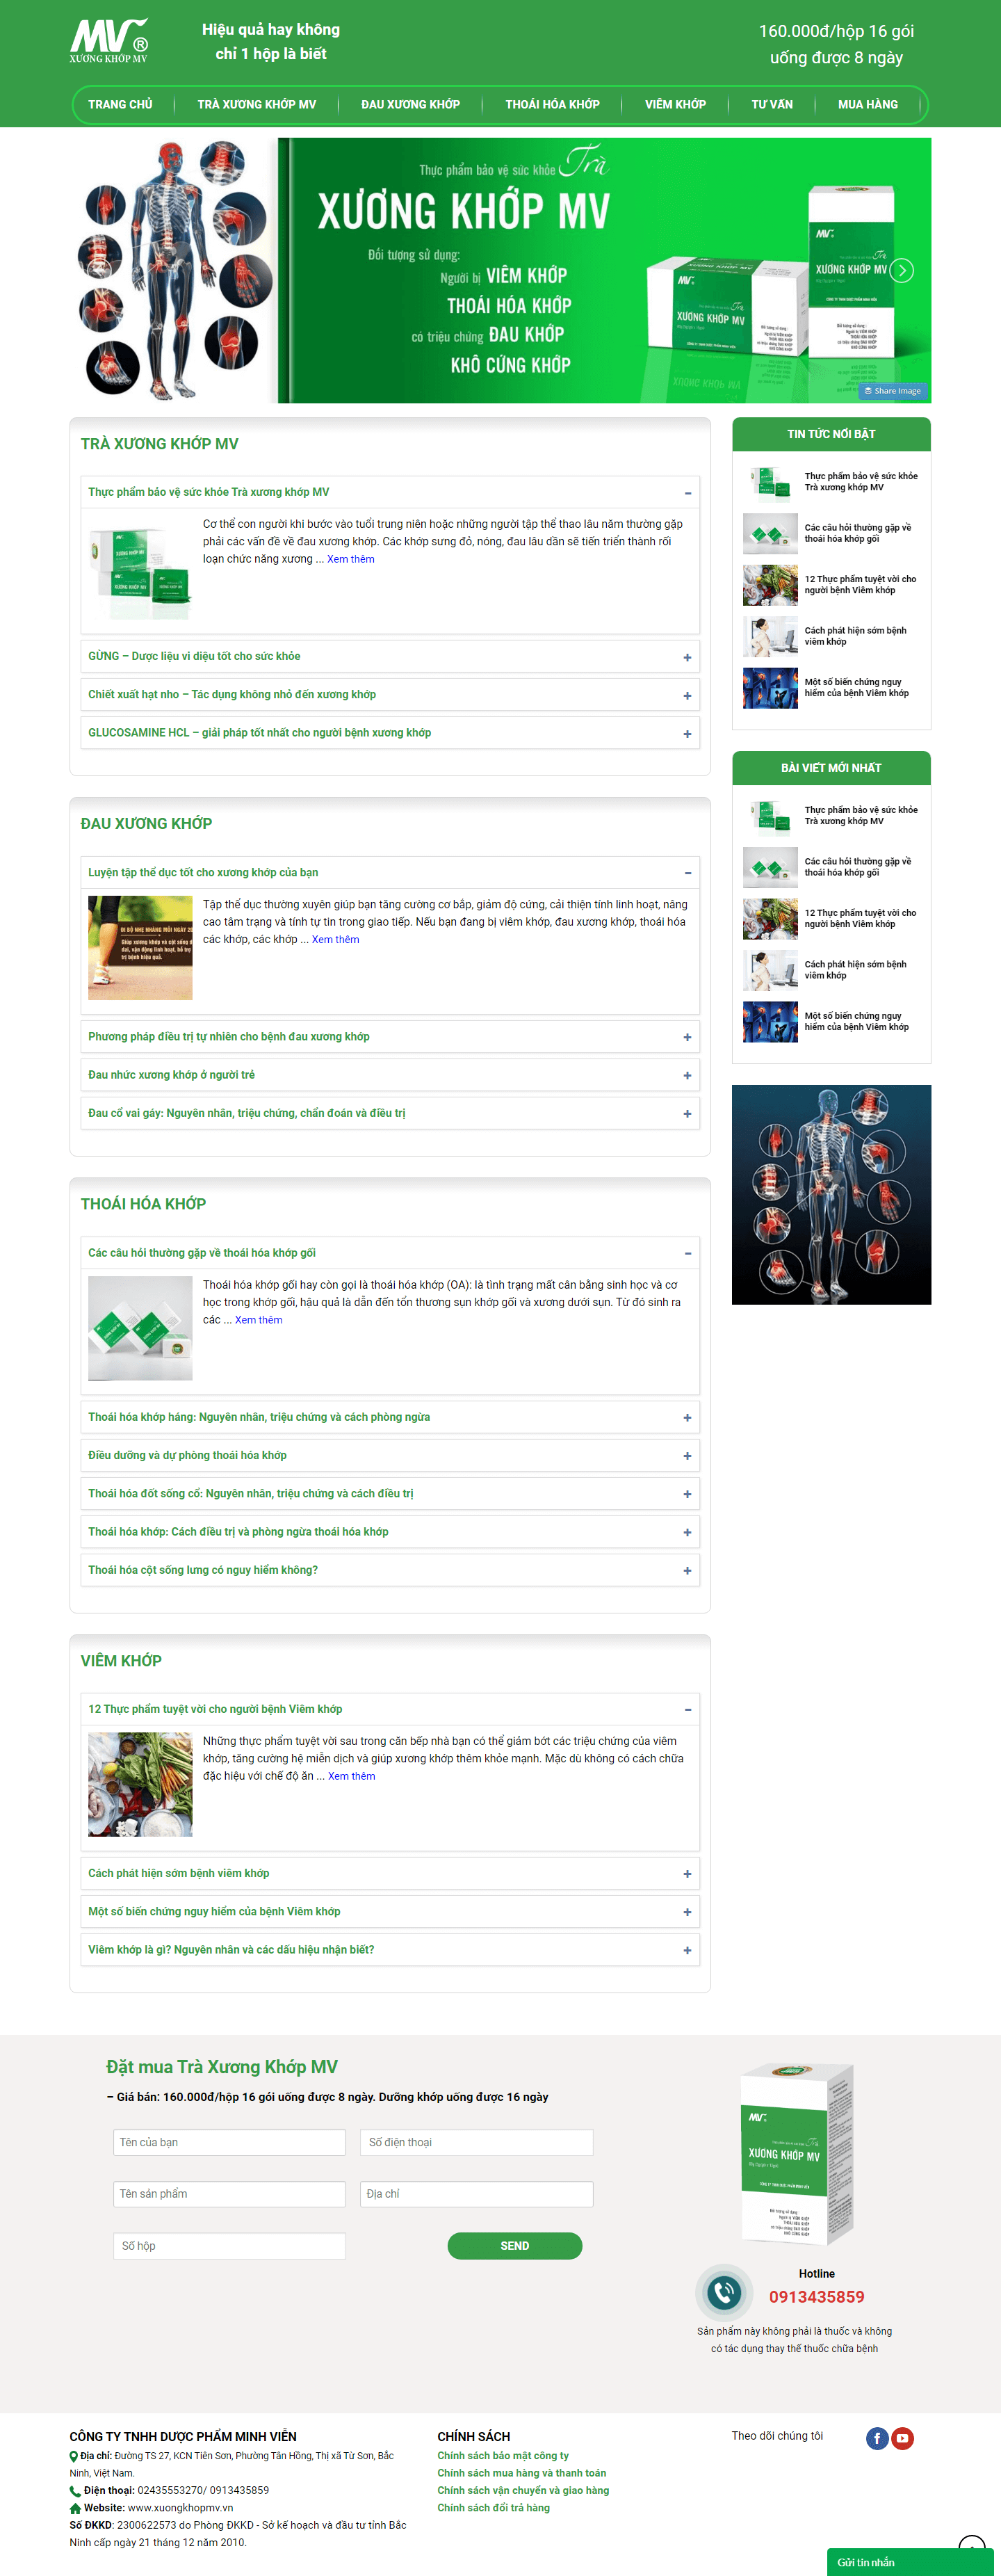 MV®
XƯƠNG KHỚP MV
Hiệu quả hay không
chỉ 1 hộp là biết
160.000đ/hộp 16 gói
uống được 8 ngày
TRANG CHỦ
TRÀ XƯƠNG KHỚP MV
ĐAU XƯƠNG KHỚP
THOÁI HÓA KHỚP
VIÊM KHỚP
TƯ VẤN
MUA HÀNG
Thực phẩm bảo vệ sức khỏe Trà
XƯƠNG KHỚP MV
Đối tượng sử dụng:
Người bị VIÊM KHỚP
THOÁI HÓA KHỚP
có triệu chứng ĐAU KHỚP
KHÔ CỨNG KHỚP
MV
Trà
XƯƠNG KHỚP MV
MV
Trà
XƯƠNG KHỚP MV
Share Image
TRÀ XƯƠNG KHỚP MV
Thực phẩm bảo vệ sức khỏe Trà xương khớp MV
Cơ thể con người khi bước vào tuổi trung niên hoặc những người tập thể thao lâu năm thường gặp
phải các vấn đề về đau xương khớp. Các khớp sưng đỏ, nóng, đau lâu dần sẽ tiến triển thành rối
loạn chức năng xương ... Xem thêm
GỪNG – Dược liệu vi diệu tốt cho sức khỏe
Chiết xuất hạt nho – Tác dụng không nhỏ đến xương khớp
GLUCOSAMINE HCL – giải pháp tốt nhất cho người bệnh xương khớp
ĐAU XƯƠNG KHỚP
Luyện tập thể dục tốt cho xương khớp của bạn
ĐI BỘ NHẸ NHÀNG MỖI NGÀY 20
Giúp xương khớp và cột sống d
dai, vận động linh hoạt, hỗ trợ
trị bệnh hiệu quả.
Tập thể dục thường xuyên giúp bạn tăng cường cơ bắp, giảm độ cứng, cải thiện tính linh hoạt, nâng
cao tâm trạng và tính tự tin trong giao tiếp. Nếu bạn đang bị viêm khớp, đau xương khớp, thoái hóa
các khớp, các khớp ... Xem thêm
Phương pháp điều trị tự nhiên cho bệnh đau xương khớp
Đau nhức xương khớp ở người trẻ
Đau cổ vai gáy: Nguyên nhân, triệu chứng, chẩn đoán và điều trị
THOÁI HÓA KHỚP
Các câu hỏi thường gặp về thoái hóa khớp gối
Thoái hóa khớp gối hay còn gọi là thoái hóa khớp (OA): là tình trạng mất cân bằng sinh học và cơ
học trong khớp gối, hậu quả là dẫn đến tổn thương sụn khớp gối và xương dưới sụn. Từ đó sinh ra
các ... Xem thêm
Thoái hóa khớp háng: Nguyên nhân, triệu chứng và cách phòng ngừa
Điều dưỡng và dự phòng thoái hóa khớp
Thoái hóa đốt sống cổ: Nguyên nhân, triệu chứng và cách điều trị
Thoái hóa khớp: Cách điều trị và phòng ngừa thoái hóa khớp
Thoái hóa cột sống lưng có nguy hiểm không?
VIÊM KHỚP
12 Thực phẩm tuyệt vời cho người bệnh Viêm khớp
Những thực phẩm tuyệt vời sau trong căn bếp nhà bạn có thể giảm bớt các triệu chứng của viêm
khớp, tăng cường hệ miễn dịch và giúp xương khớp thêm khỏe mạnh. Mặc dù không có cách chữa
đặc hiệu với chế độ ăn ... Xem thêm
Cách phát hiện sớm bệnh viêm khớp
Một số biến chứng nguy hiểm của bệnh Viêm khớp
Viêm khớp là gì? Nguyên nhân và các dấu hiệu nhận biết?
TIN TỨC NỔI BẬT
Thực phẩm bảo vệ sức khỏe
Trà xương khớp MV
Các câu hỏi thường gặp về
thoái hóa khớp gối
12 Thực phẩm tuyệt vời cho
người bệnh Viêm khớp
Cách phát hiện sớm bệnh
viêm khớp
Một số biến chứng nguy
hiểm của bệnh Viêm khớp
BÀI VIẾT MỚI NHẤT
Thực phẩm bảo vệ sức khỏe
Trà xương khớp MV
Các câu hỏi thường gặp về
thoái hóa khớp gối
12 Thực phẩm tuyệt vời cho
người bệnh Viêm khớp
Cách phát hiện sớm bệnh
viêm khớp
Một số biến chứng nguy
hiểm của bệnh Viêm khớp
Đặt mua Trà Xương Khớp MV
– Giá bán: 160.000đ/hộp 16 gói uống được 8 ngày. Dưỡng khớp uống được 16 ngày
Tên của bạn
Số điện thoại
Tên sản phẩm
Địa chỉ
Số hộp
SEND
MV
Trà
XƯƠNG KHỚP MV
Hotline
0913435859
Sản phẩm này không phải là thuốc và không
có tác dụng thay thế thuốc chữa bệnh
CÔNG TY TNHH DƯỢC PHẨM MINH VIỄN
Địa chỉ: Đường TS 27, KCN Tiên Sơn, Phường Tân Hồng, Thị xã Từ Sơn, Bắc
Ninh, Việt Nam.
Điện thoại: 02435553270/ 0913435859
Website: www.xuongkhopmv.vn
Số ĐKKD: 2300622573 do Phòng ĐKKD - Sở kế hoạch và đầu tư tỉnh Bắc
Ninh cấp ngày 21 tháng 12 năm 2010.
CHÍNH SÁCH
Chính sách bảo mật công ty
Chính sách mua hàng và thanh toán
Chính sách vận chuyển và giao hàng
Chính sách đổi trả hàng
Theo dõi chúng tôi
Gửi tin nhắn